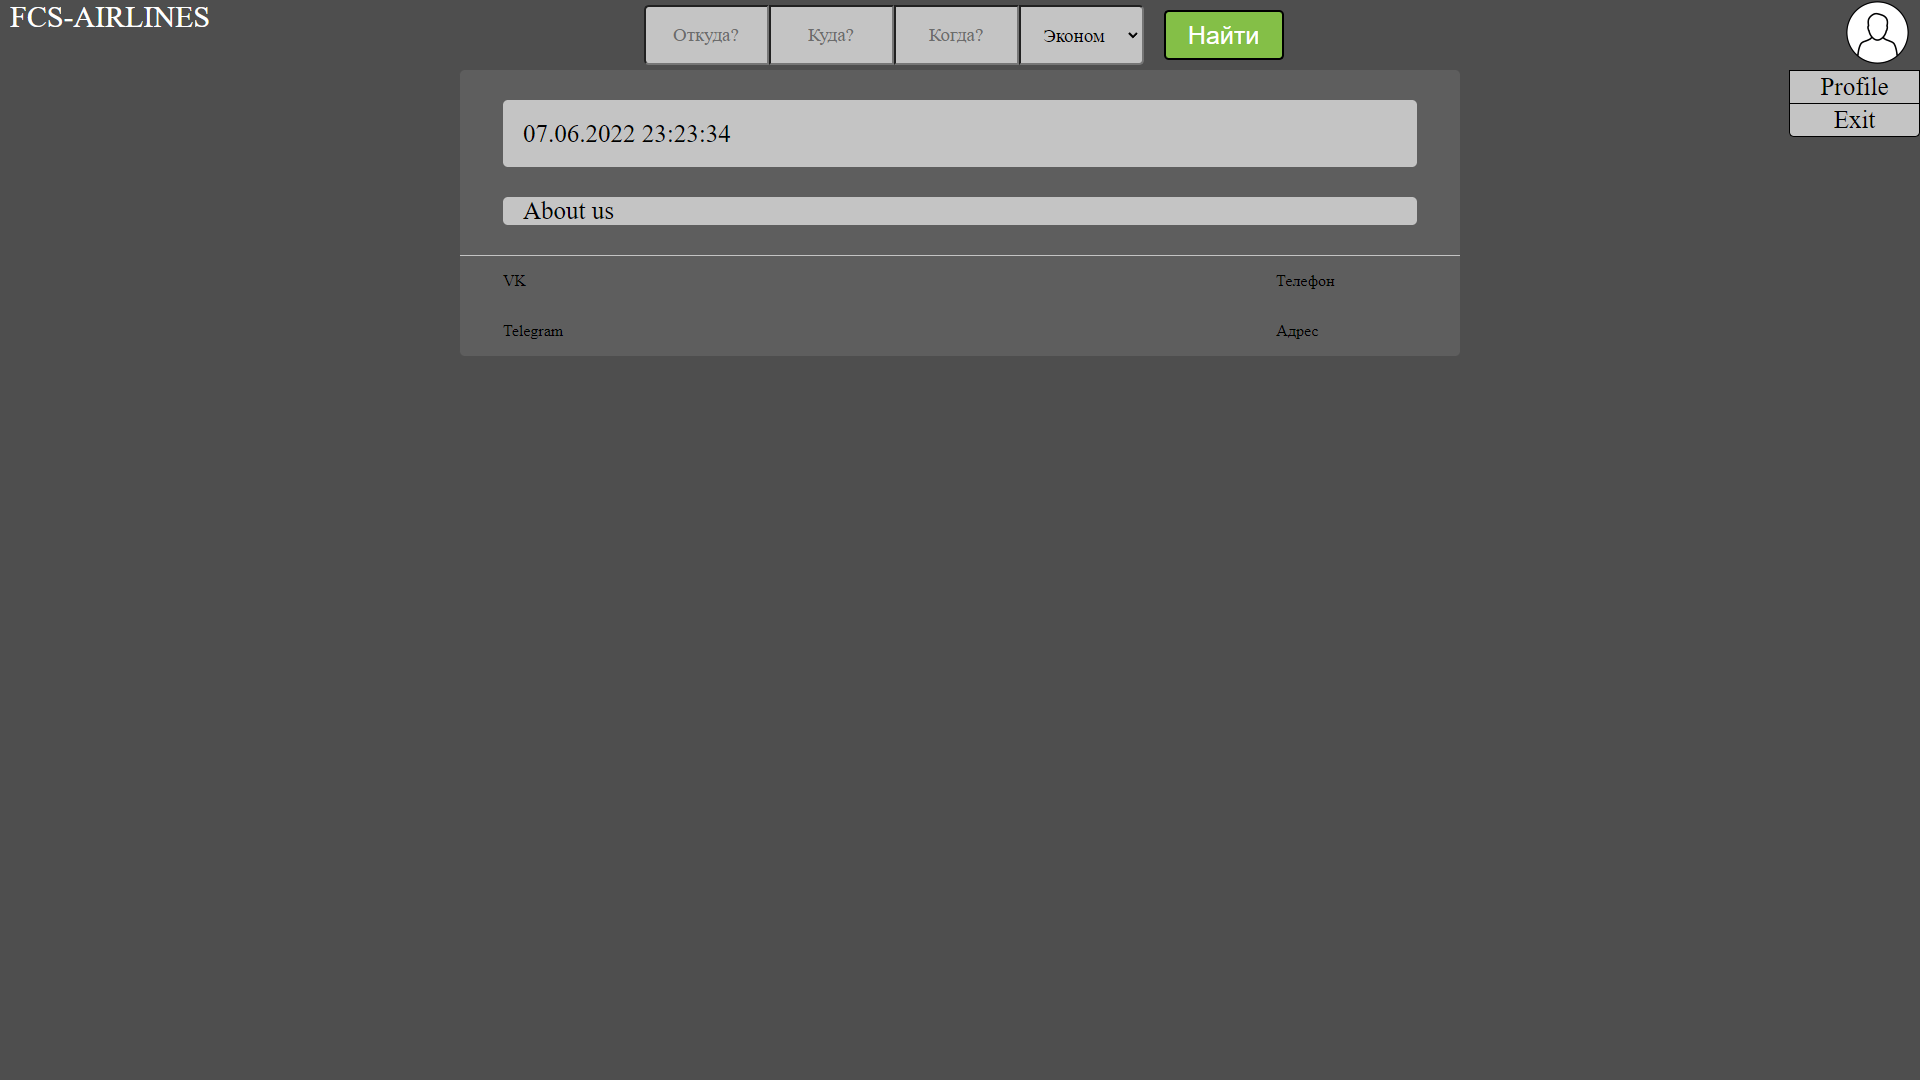 FCS-AIRLINES
Откуда? Куда? Когда? Эконом Найти
Profile
Exit
07.06.2022 23:23:34
About us
VK Телефон
Telegram Адрес